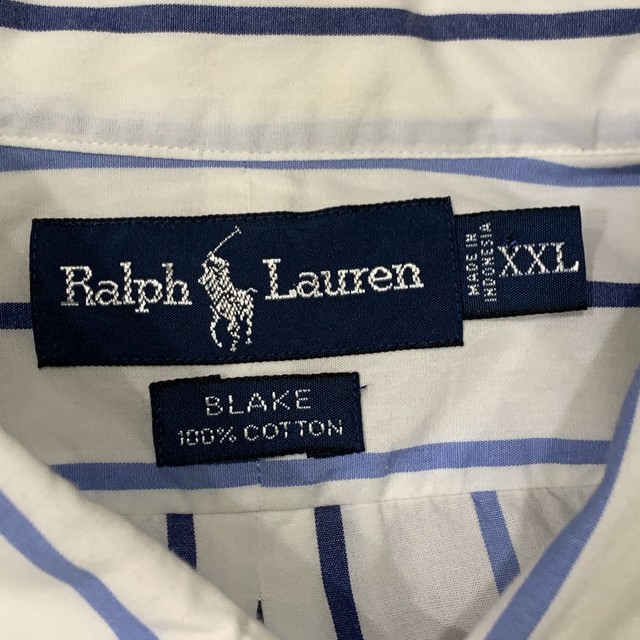 Ralph Lauren
MADE IN
INDONESIA
XXL
BLAKE
100% COTTON